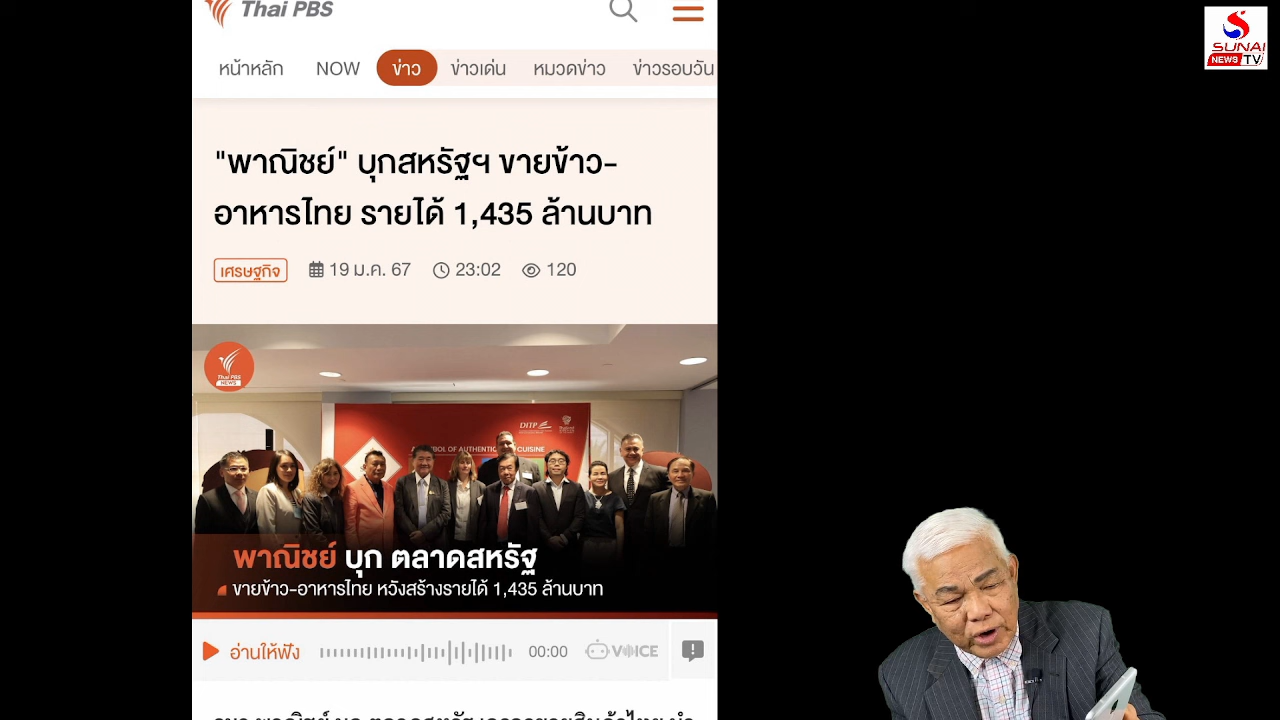 Thai PBS
SUNAI
NEWS TV
หน้าหลัก NOW ข่าว ข่าวเด่น หมวดข่าว ข่าวรอบวัน
"พาณิชย์" บุกสหรัฐฯ ขายข้าว-
อาหารไทย รายได้ 1,435 ล้านบาท
เศรษฐกิจ 19 ม.ค. 67 23:02 120
Thai PBS
NEWS
DITP
OF AUTHENTIC CUISINE
พาณิชย์ บุก ตลาดสหรัฐ
ขายข้าว-อาหารไทย หวังสร้างรายได้ 1,435 ล้านบาท
อ่านให้ฟัง 00:00 VOICE